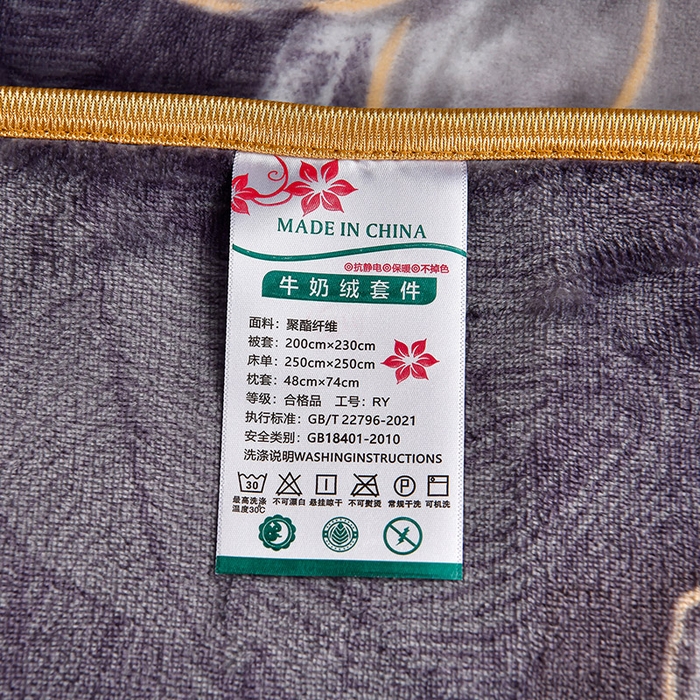 MADE IN CHINA
◎抗静电◎保暖◎不掉色
牛奶绒套件
面料：聚酯纤维
被套：200cm×230cm
床单：250cm×250cm
枕套：48cm×74cm
等级：合格品 工号：RY
执行标准：GB/T 22796-2021
安全类别：GB18401-2010
洗涤说明WASHINGINSTRUCTIONS
30 P
最高洗涤温度30℃ 不可漂白 悬挂晾干 不可熨烫 常规干洗 可机洗